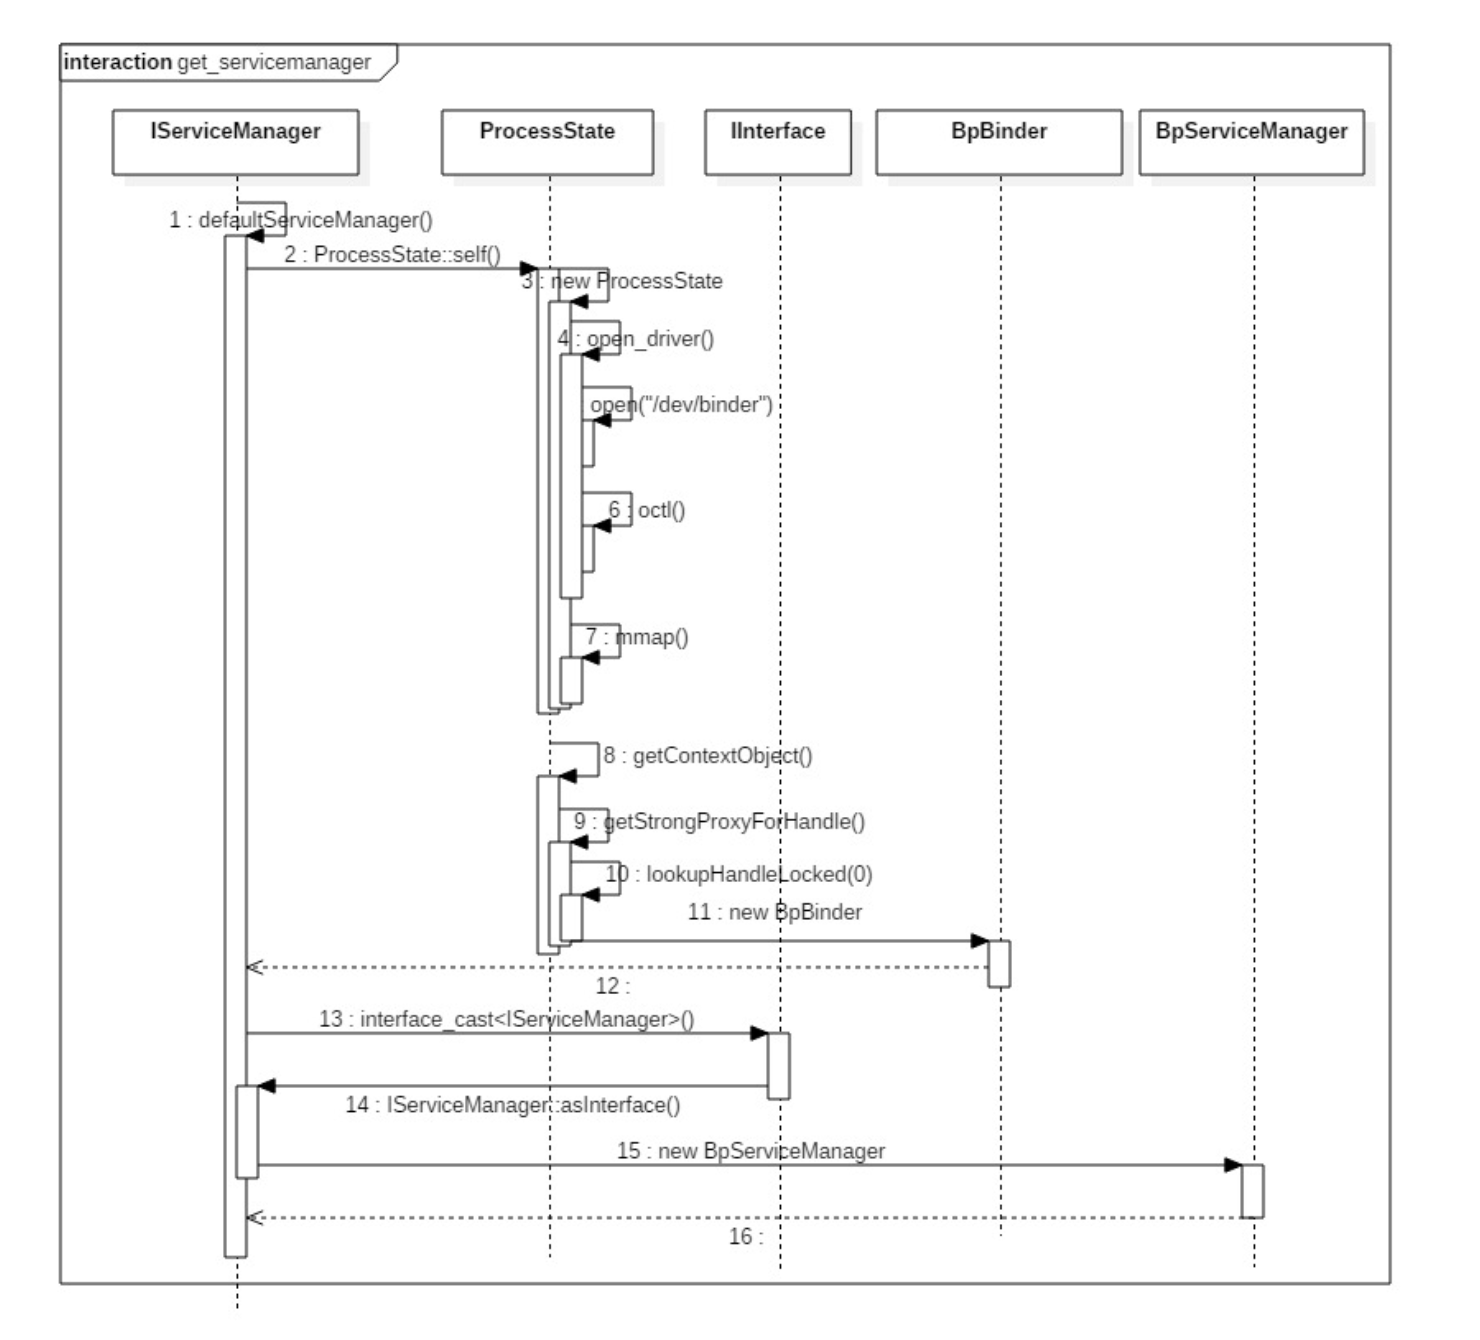 interaction get_servicemanager
IServiceManager
ProcessState
IInterface
BpBinder
BpServiceManager
1 : defaultServiceManager()
2 : ProcessState::self()
3 : new ProcessState
4 : open_driver()
open("/dev/binder")
6 : octl()
7 : mmap()
8 : getContextObject()
9 : getStrongProxyForHandle()
10 : lookupHandleLocked(0)
11 : new BpBinder
12 :
13 : interface_cast<IServiceManager>()
14 : IServiceManager::asInterface()
15 : new BpServiceManager
16 :